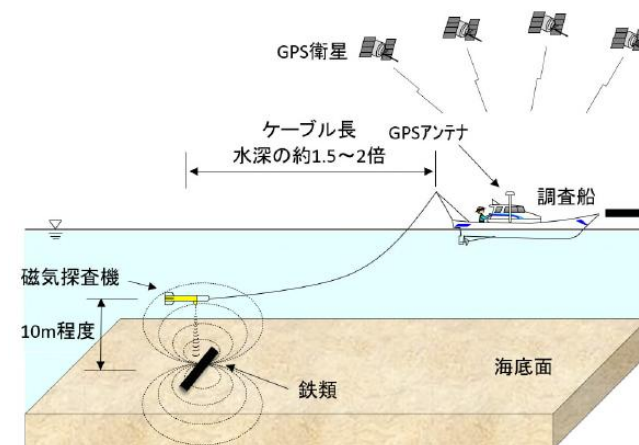 GPS衛星
ケーブル長
水深の約1.5～2倍
GPSアンテナ
調査船
磁気探査機
10m程度
海底面
鉄類